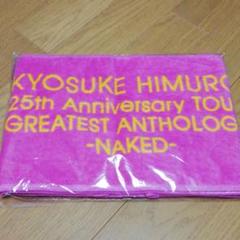 KYOSUKE HIMURO
25th Anniversary TOU
GREATEST ANTHOLOG
-NAKED-